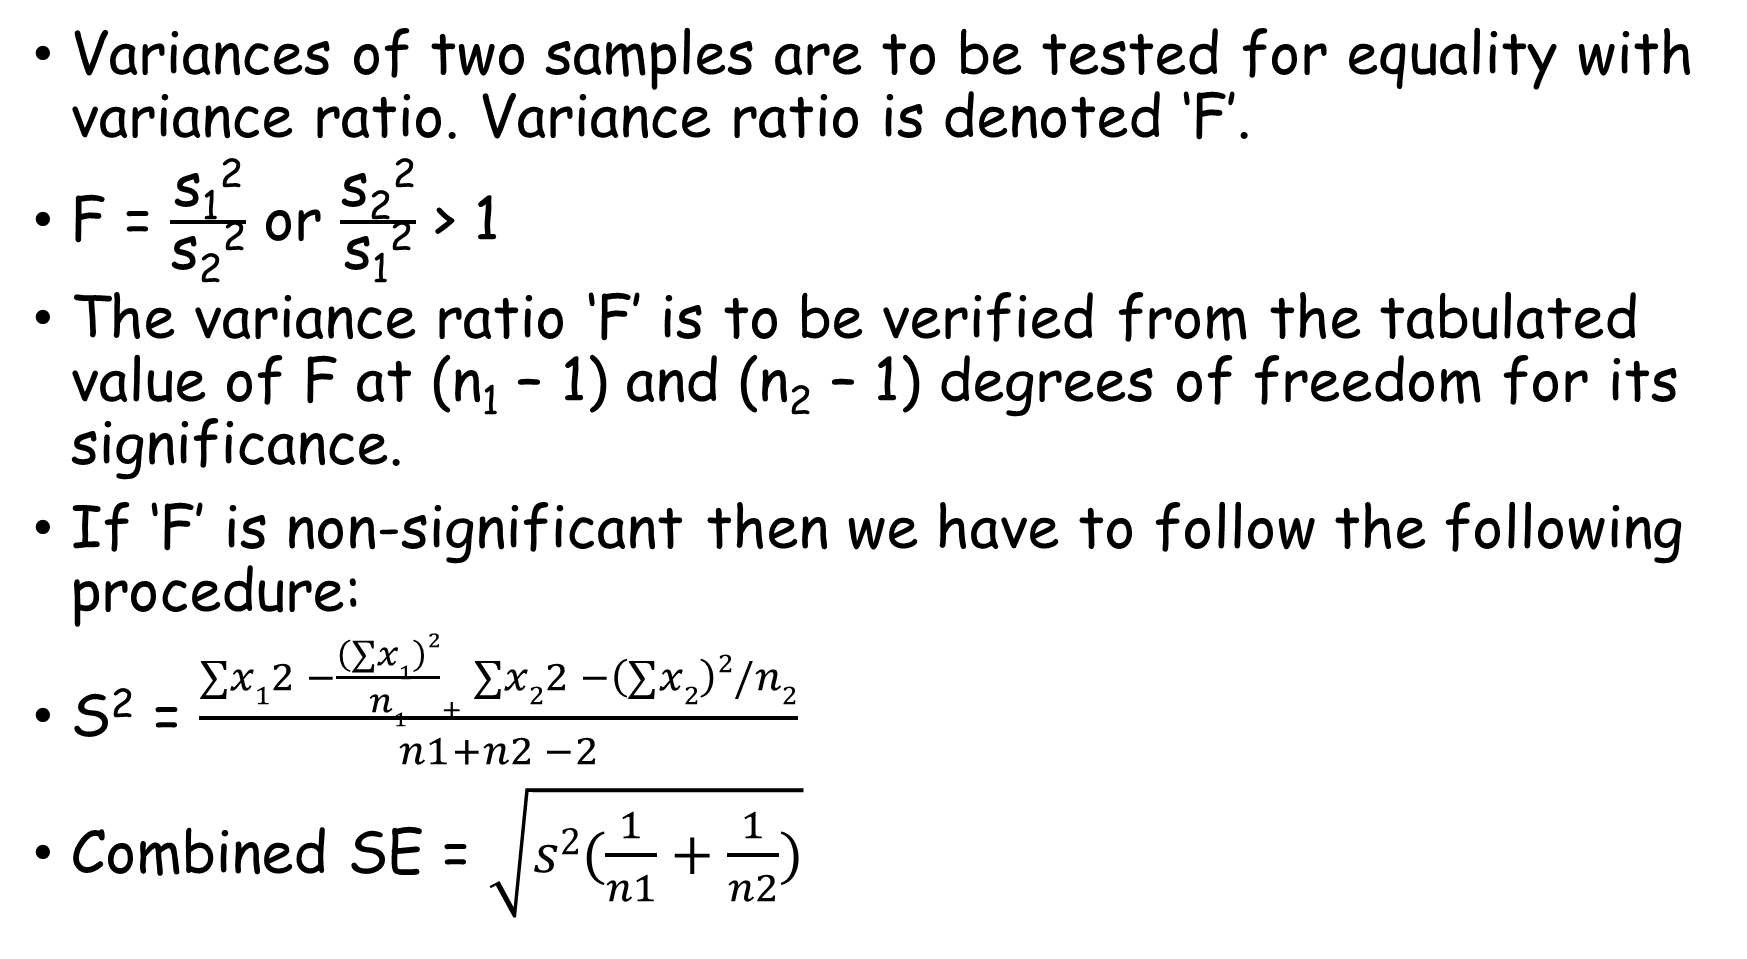 • Variances of two samples are to be tested for equality with
variance ratio. Variance ratio is denoted ‘F’.
• F = s₁²/s₂² or s₂²/s₁² > 1
• The variance ratio ‘F’ is to be verified from the tabulated
value of F at (n₁ – 1) and (n₂ – 1) degrees of freedom for its
significance.
• If ‘F’ is non-significant then we have to follow the following
procedure:
• S² = (∑x₁2 − (∑x₁)²/n₁ + ∑x₂2 − (∑x₂)²/n₂)/(n1+n2 −2)
• Combined SE = √(s²(1/n1 + 1/n2))